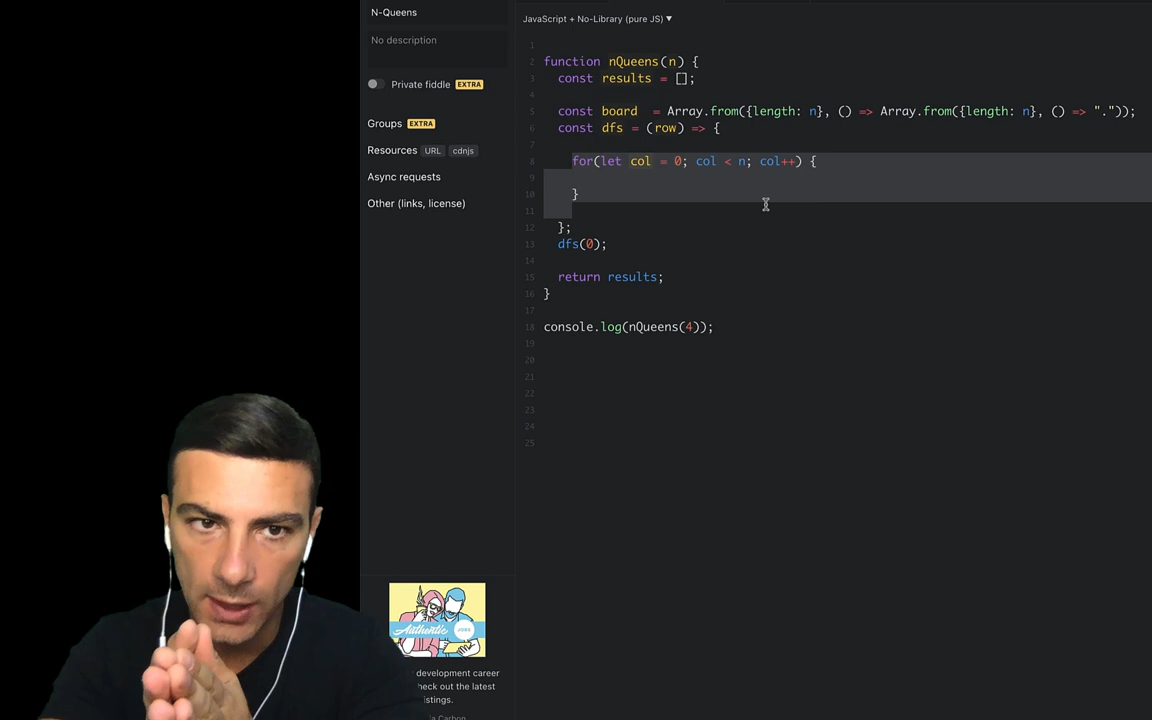 N-Queens
No description
Private fiddle EXTRA
Groups EXTRA
Resources URL cdnjs
Async requests
Other (links, license)
Authentic JOBS
development career
heck out the latest
istings.
Carbon
JavaScript + No-Library (pure JS) ▼
1
2 function nQueens(n) {
3 const results = [];
4
5 const board = Array.from({length: n}, () => Array.from({length: n}, () => "."));
6 const dfs = (row) => {
7
8 for(let col = 0; col < n; col++) {
9
10 }
11
12 };
13 dfs(0);
14
15 return results;
16 }
17
18 console.log(nQueens(4));
19
20
21
22
23
24
25